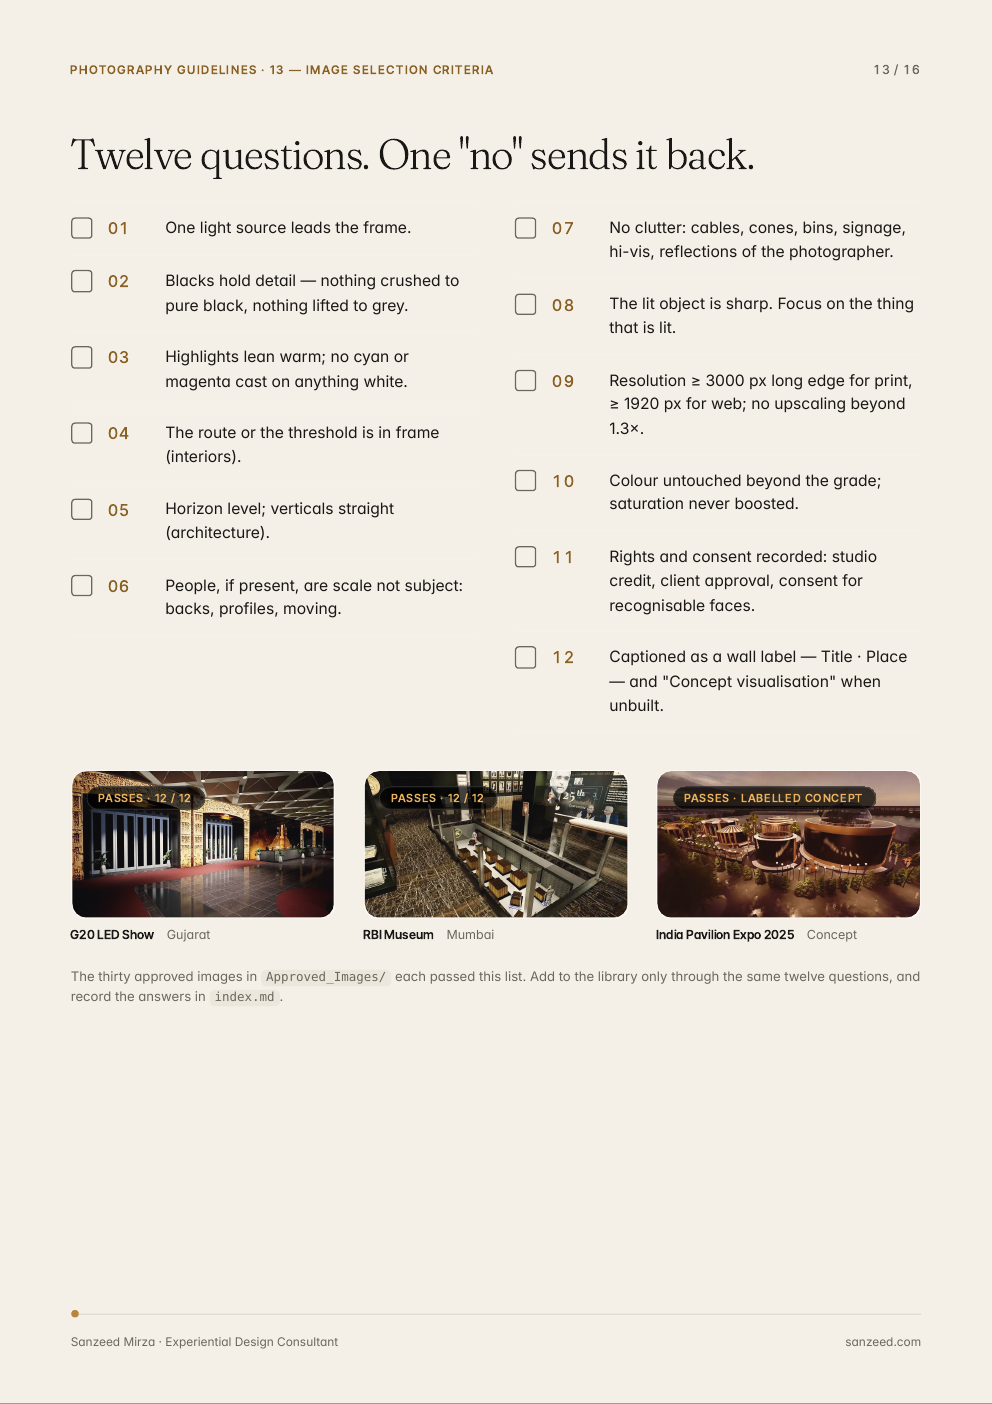 PHOTOGRAPHY GUIDELINES · 13 — IMAGE SELECTION CRITERIA
13 / 16
Twelve questions. One "no" sends it back.
01 One light source leads the frame.
02 Blacks hold detail — nothing crushed to
pure black, nothing lifted to grey.
03 Highlights lean warm; no cyan or
magenta cast on anything white.
04 The route or the threshold is in frame
(interiors).
05 Horizon level; verticals straight
(architecture).
06 People, if present, are scale not subject:
backs, profiles, moving.
07 No clutter: cables, cones, bins, signage,
hi-vis, reflections of the photographer.
08 The lit object is sharp. Focus on the thing
that is lit.
09 Resolution ≥ 3000 px long edge for print,
≥ 1920 px for web; no upscaling beyond
1.3×.
10 Colour untouched beyond the grade;
saturation never boosted.
11 Rights and consent recorded: studio
credit, client approval, consent for
recognisable faces.
12 Captioned as a wall label — Title · Place
— and "Concept visualisation" when
unbuilt.
PASSES · 12 / 12
PASSES · 12 / 12
25th
PASSES · LABELLED CONCEPT
G20 LED Show Gujarat
RBI Museum Mumbai
India Pavilion Expo 2025 Concept
The thirty approved images in Approved_Images/ each passed this list. Add to the library only through the same twelve questions, and
record the answers in index.md.
Sanzeed Mirza · Experiential Design Consultant
sanzeed.com